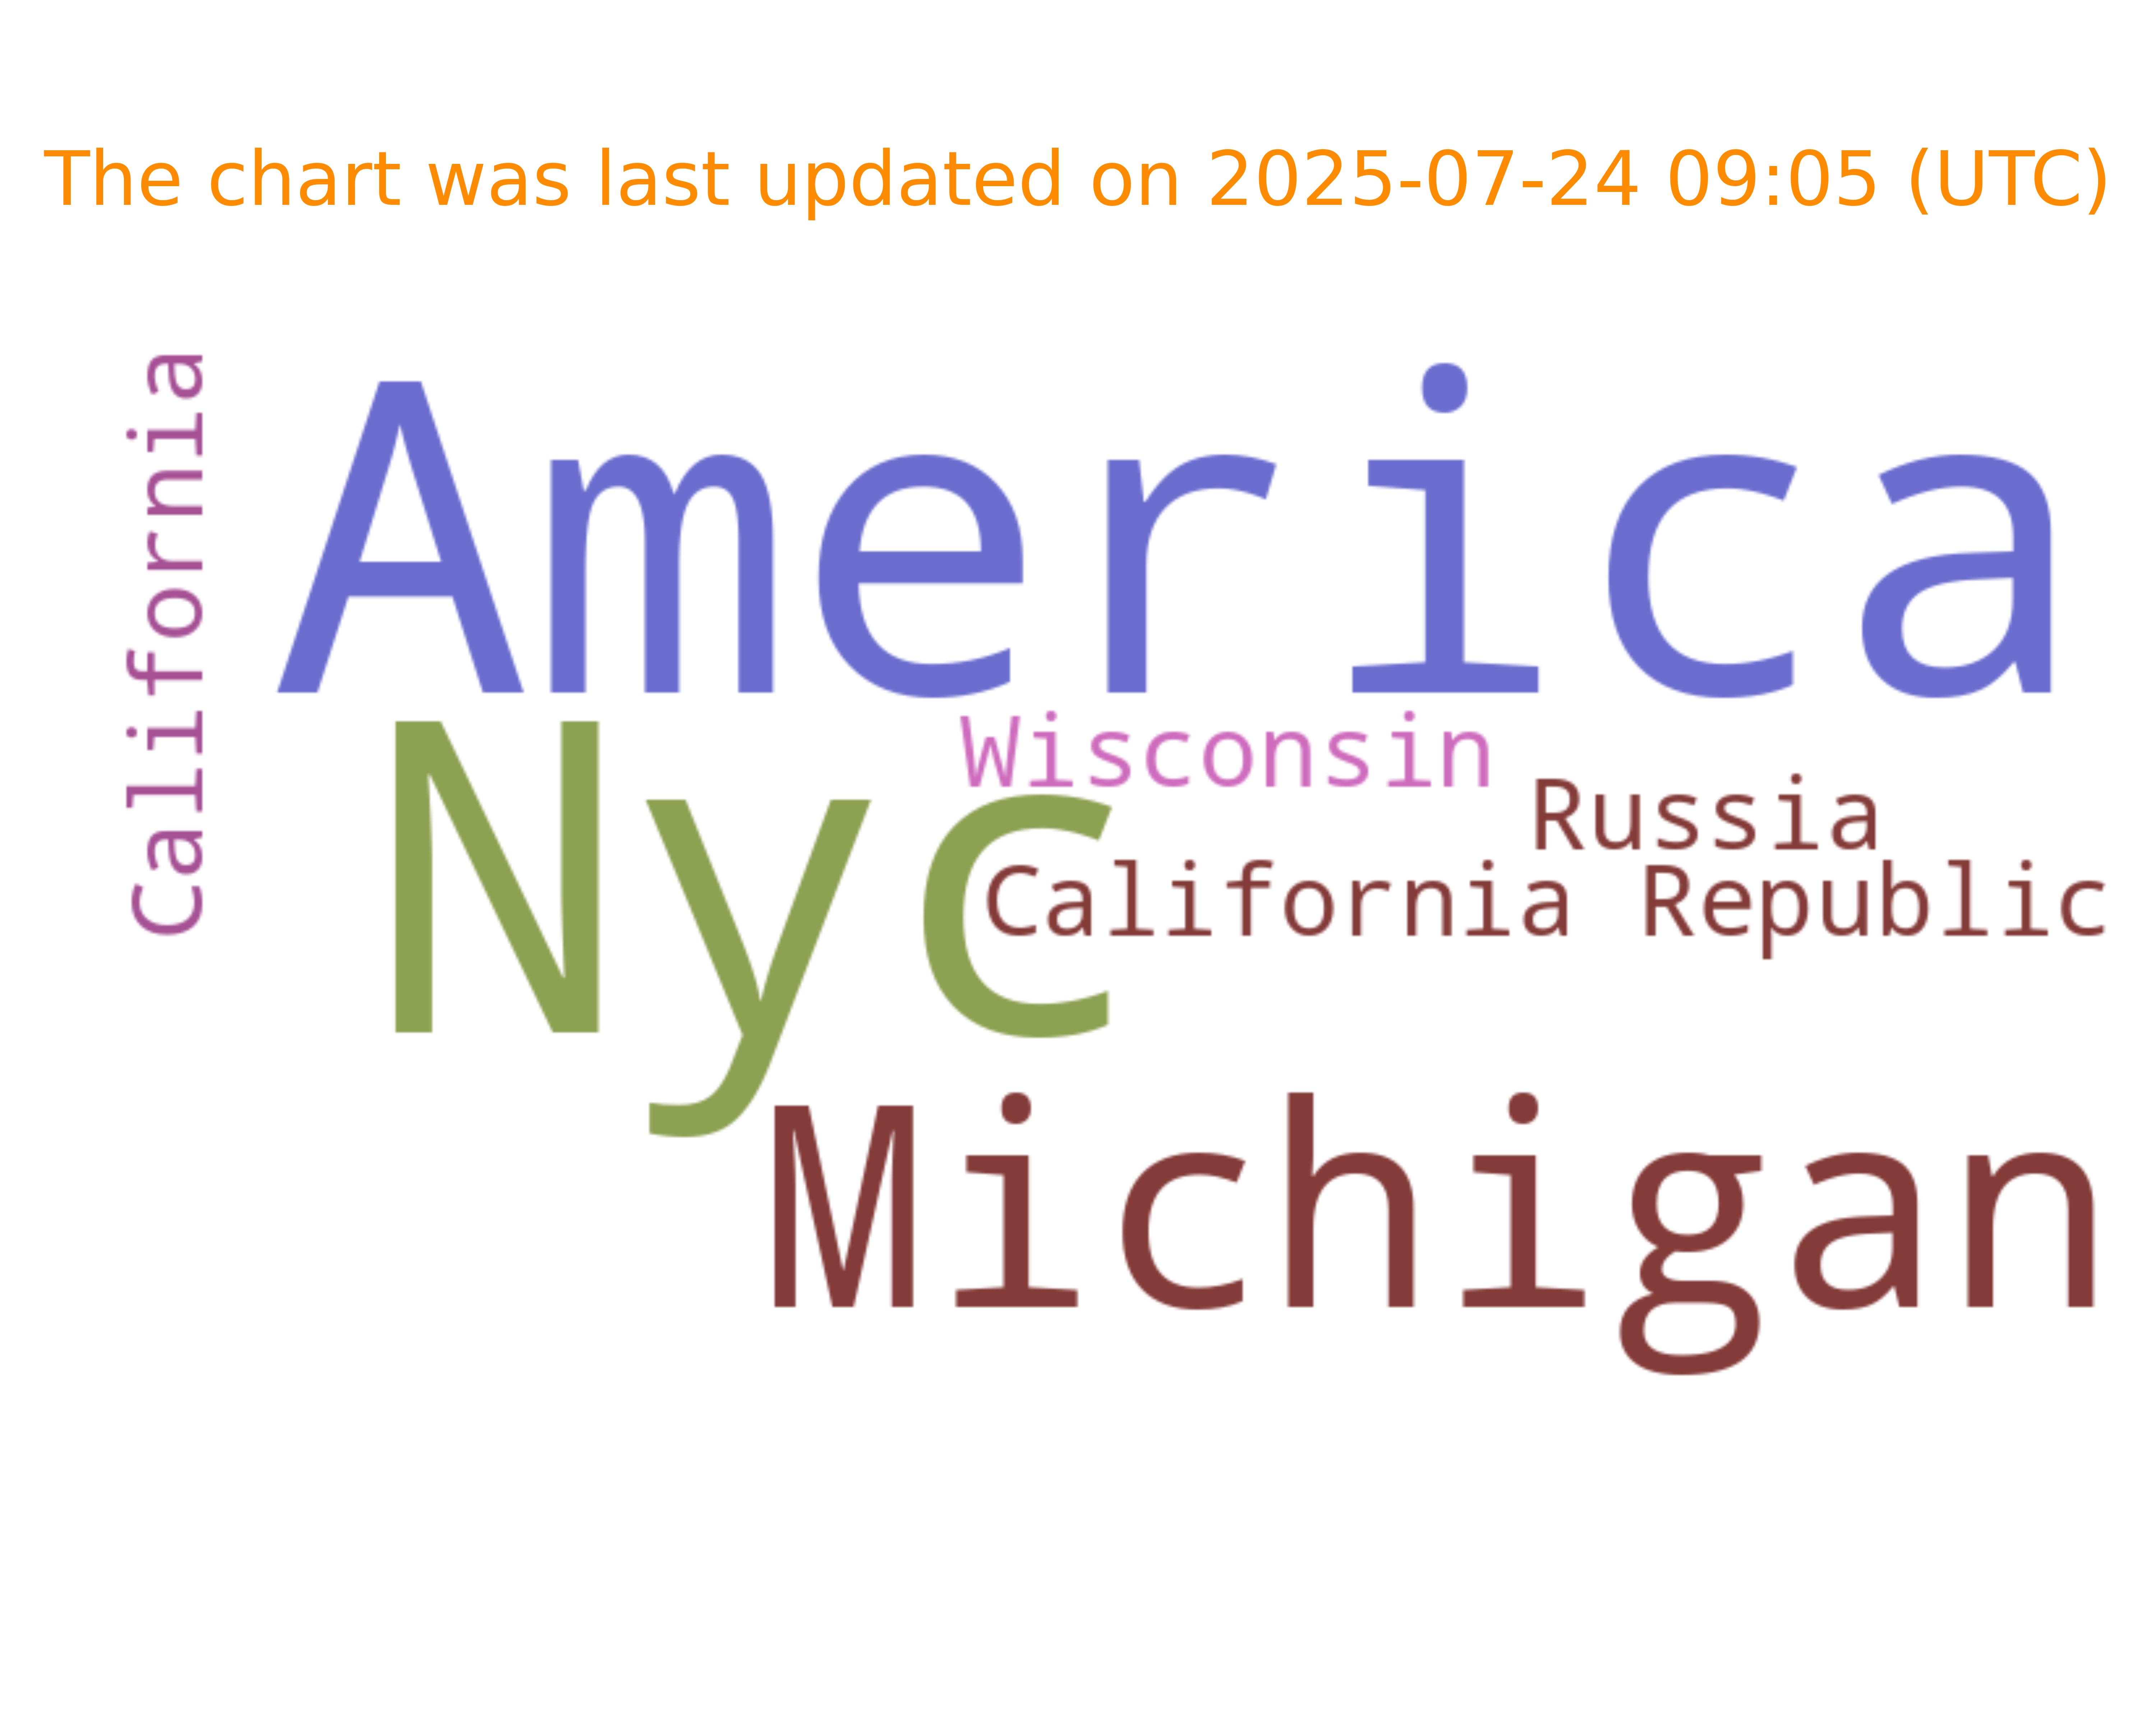 The chart was last updated on 2025-07-24 09:05 (UTC)
California
America
Nyc
Wisconsin
Russia
California Republic
Michigan